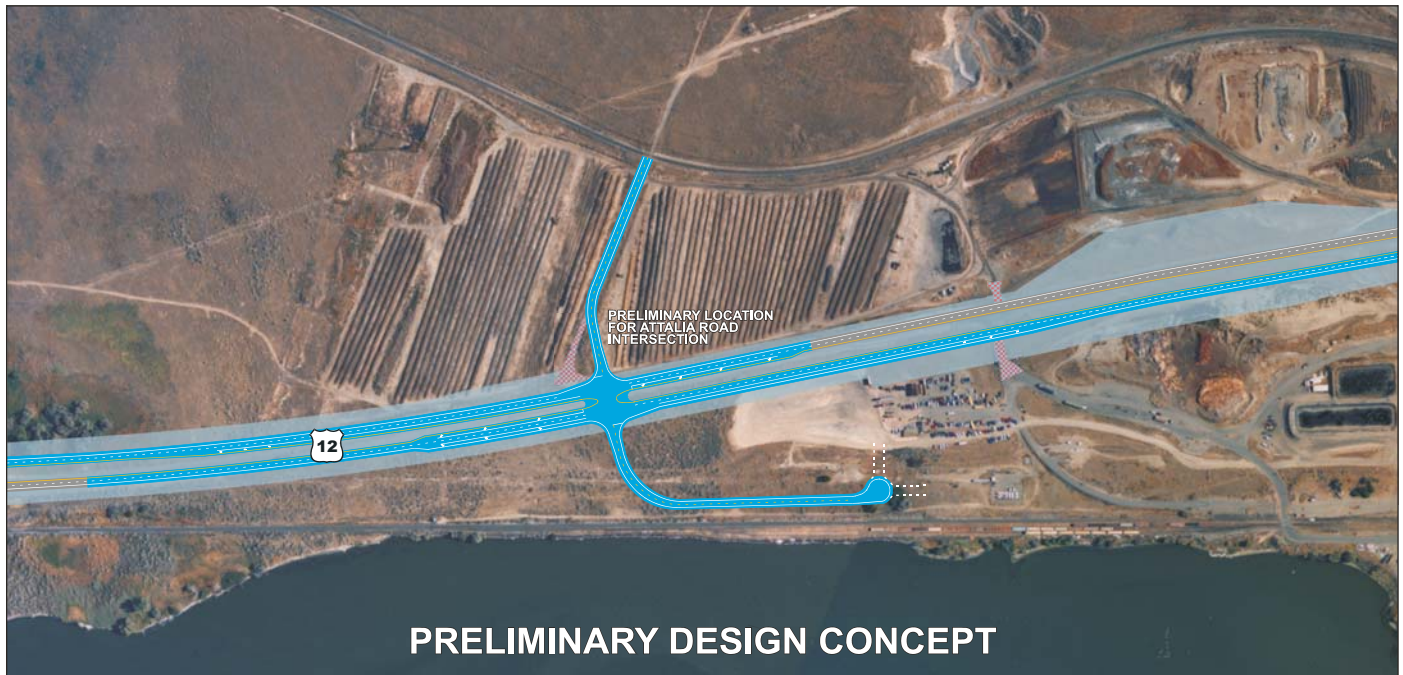 PRELIMINARY LOCATION
FOR ATTALIA ROAD
INTERSECTION
12
PRELIMINARY DESIGN CONCEPT